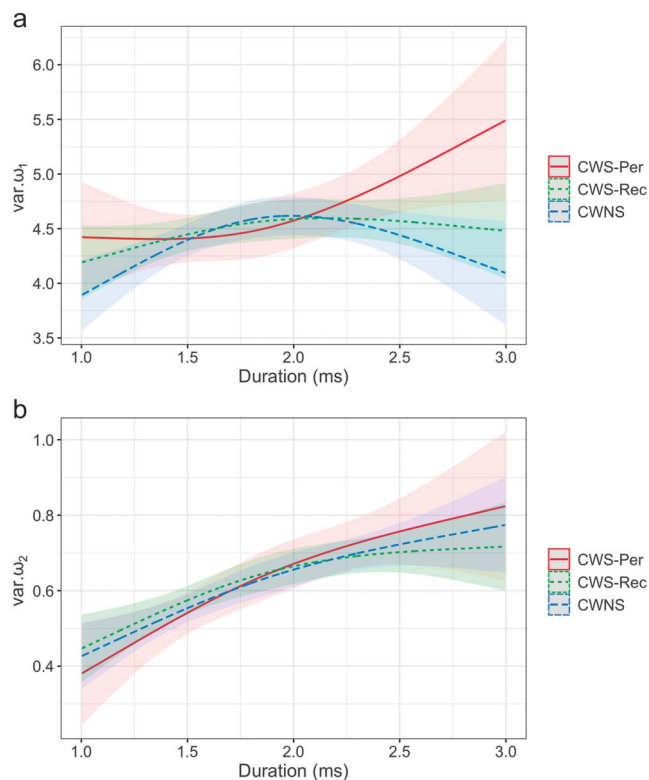 a
6.0
5.5
5.0
4.5
4.0
3.5
var.ω₁
1.0 1.5 2.0 2.5 3.0
Duration (ms)
CWS-Per
CWS-Rec
CWNS
b
1.0
0.8
0.6
0.4
var.ω₂
1.0 1.5 2.0 2.5 3.0
Duration (ms)
CWS-Per
CWS-Rec
CWNS